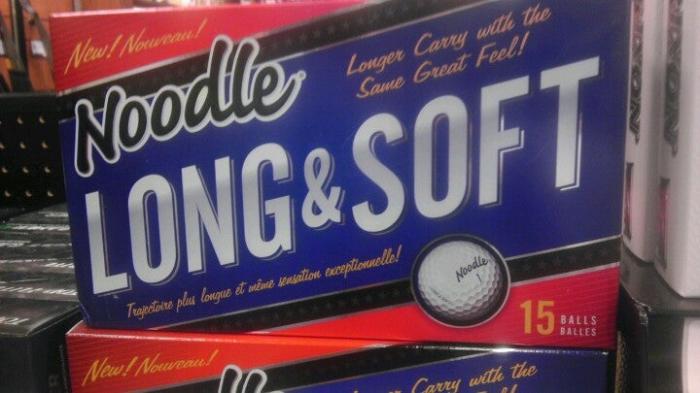 New! Nouveau!
Longer Carry with the
Same Great Feel!
Noodle
LONG & SOFT
Trajectoire plus longue et même sensation exceptionnelle!
Noodle
1
15 BALLS
BALLES
New! Nouveau!
Carry with the